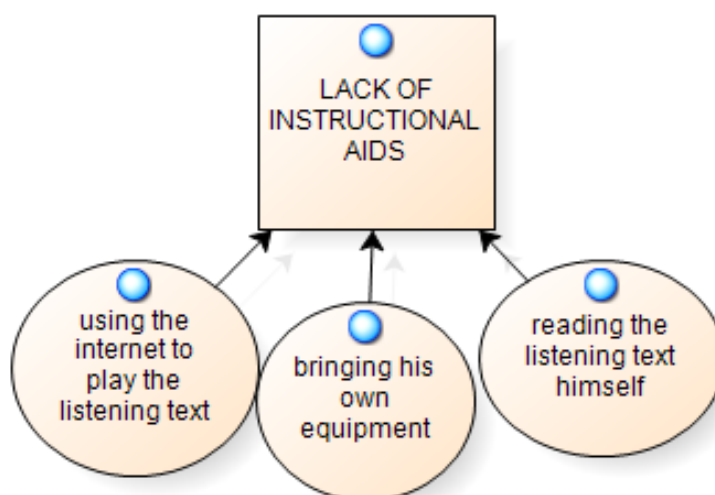 LACK OF
INSTRUCTIONAL
AIDS
using the
internet to
play the
listening text
bringing his
own
equipment
reading the
listening text
himself